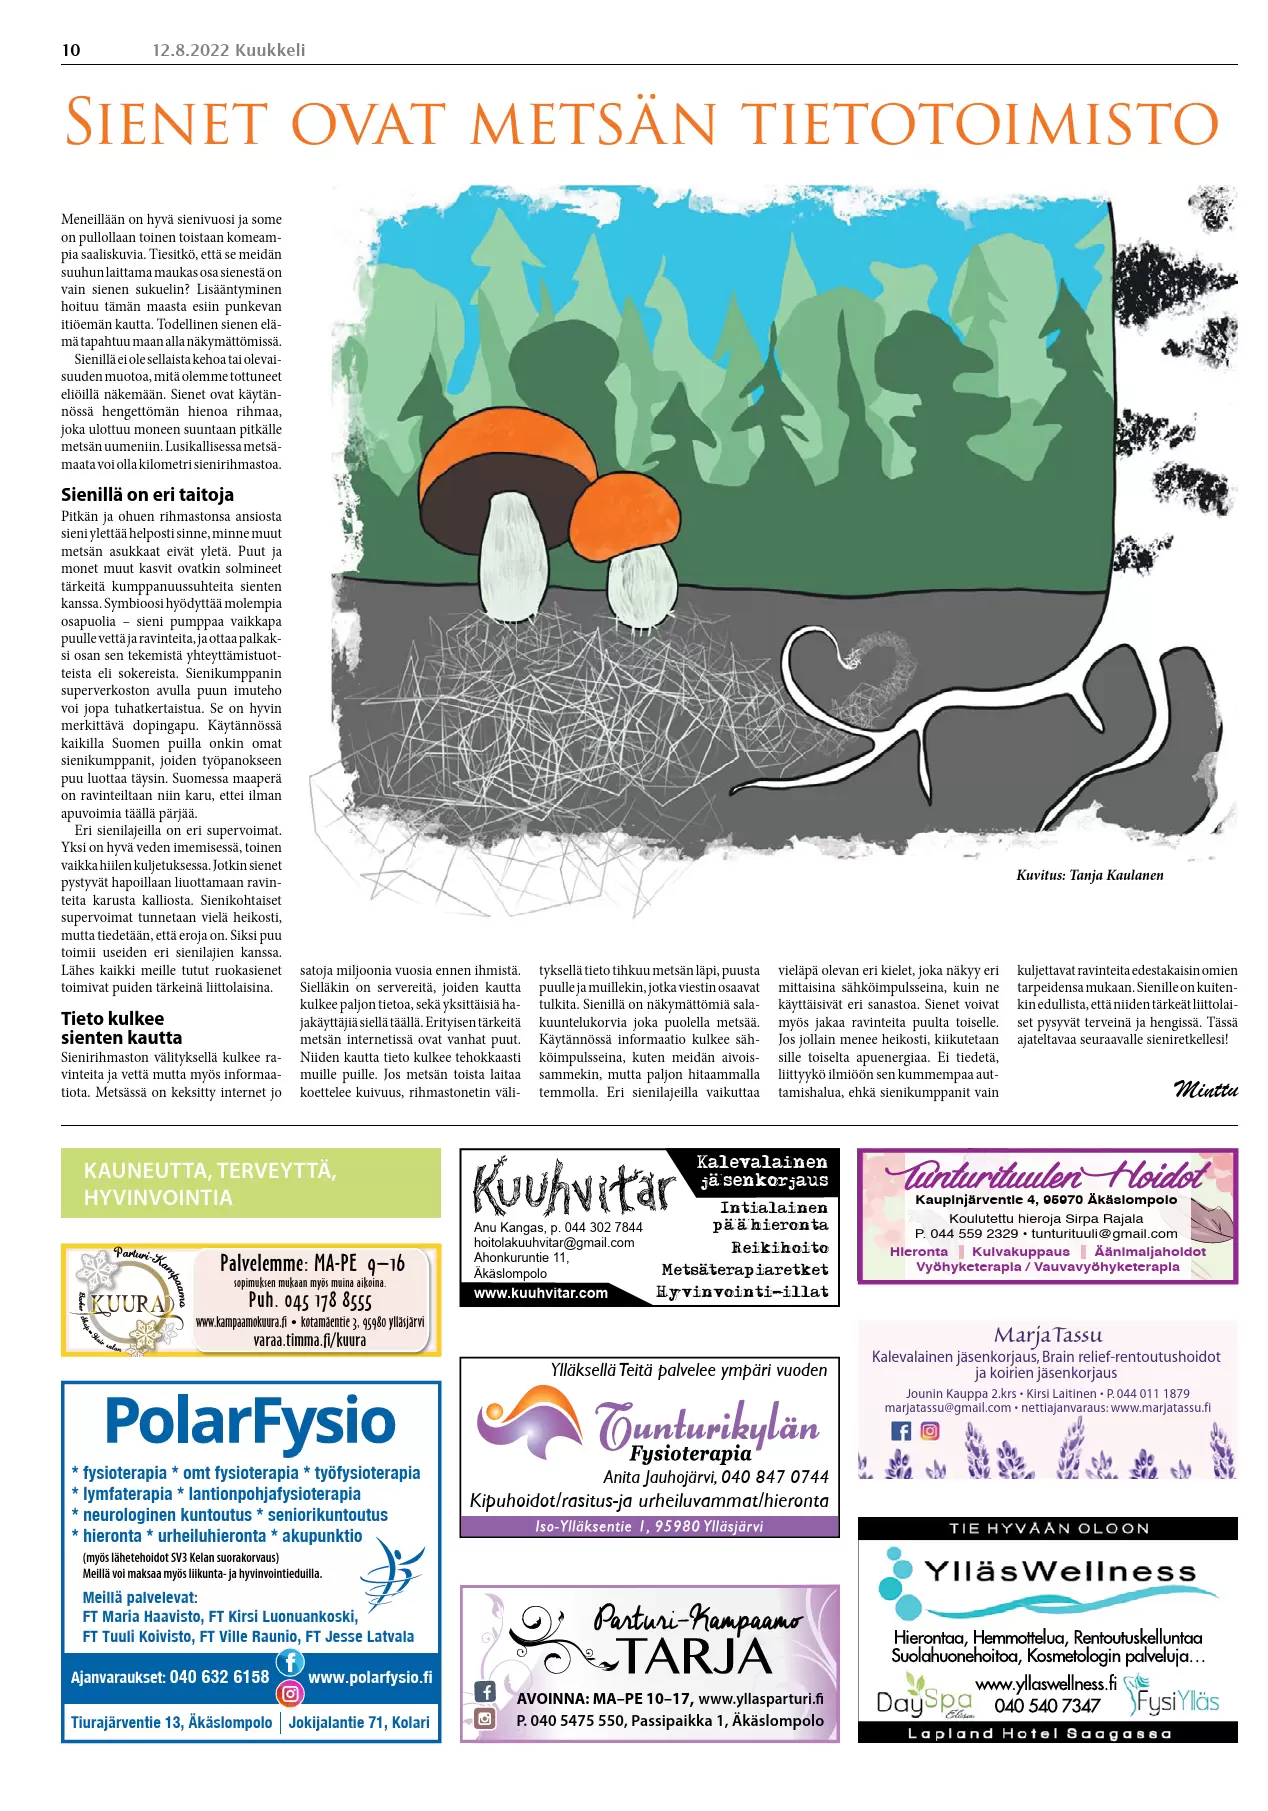 10 12.8.2022 Kuukkeli
Sienet ovat metsän tietotoimisto
Meneillään on hyvä sienivuosi ja some
on pullollaan toinen toistaan komeam-
pia saaliskuvia. Tiesitkö, että se meidän
suuhun laittama maukas osa sienestä on
vain sienen sukuelin? Lisääntyminen
hoituu tämän maasta esiin punkevan
itiöemän kautta. Todellinen sienen elä-
mä tapahtuu maan alla näkymättömissä.
Sienillä ei ole sellaista kehoa tai olevai-
suuden muotoa, mitä olemme tottuneet
eliöillä näkemään. Sienet ovat käytän-
nössä hengettömän hienoa rihmaa,
joka ulottuu moneen suuntaan pitkälle
metsän uumeniin. Lusikallisessa metsä-
maata voi olla kilometri sienirihmastoa.
Sienillä on eri taitoja
Pitkän ja ohuen rihmastonsa ansiosta
sieni ylettää helposti sinne, minne muut
metsän asukkaat eivät yletä. Puut ja
monet muut kasvit ovatkin solmineet
tärkeitä kumppanuussuhteita sienten
kanssa. Symbioosi hyödyttää molempia
osapuolia – sieni pumppaa vaikkapa
puulle vettä ja ravinteita, ja ottaa palkak-
si osan sen tekemistä yhteyttämistuot-
teista eli sokereista. Sienikumppanin
superverkoston avulla puun imuteho
voi jopa tuhatkertaistua. Se on hyvin
merkittävä dopingapu. Käytännössä
kaikilla Suomen puilla onkin omat
sienikumppanit, joiden työpanokseen
puu luottaa täysin. Suomessa maaperä
on ravinteiltaan niin karu, ettei ilman
apuvoimia täällä pärjää.
Eri sienilajeilla on eri supervoimat.
Yksi on hyvä veden imemisessä, toinen
vaikka hiilen kuljetuksessa. Jotkin sienet
pystyvät hapoillaan liuottamaan ravin-
teita karusta kalliosta. Sienikohtaiset
supervoimat tunnetaan vielä heikosti,
mutta tiedetään, että eroja on. Siksi puu
toimii useiden eri sienilajien kanssa.
Lähes kaikki meille tutut ruokasienet
toimivat puiden tärkeinä liittolaisina.
Tieto kulkee
sienten kautta
Sienirihmaston välityksellä kulkee ra-
vinteita ja vettä mutta myös informaa-
tiota. Metsässä on keksitty internet jo
satoja miljoonia vuosia ennen ihmistä.
Sielläkin on servereitä, joiden kautta
kulkee paljon tietoa, sekä yksittäisiä ha-
jakäyttäjiä siellä täällä. Erityisen tärkeitä
metsän internetissä ovat vanhat puut.
Niiden kautta tieto kulkee tehokkaasti
muille puille. Jos metsän toista laitaa
koettelee kuivuus, rihmastonetin väli-
tyksellä tieto tihkuu metsän läpi, puusta
puulle ja muillekin, jotka viestin osaavat
tulkita. Sienillä on näkymättömiä sala-
kuuntelukorvia joka puolella metsää.
Käytännössä informaatio kulkee säh-
köimpulsseina, kuten meidän aivois-
sammekin, mutta paljon hitaammalla
temmolla. Eri sienilajeilla vaikuttaa
vieläpä olevan eri kielet, joka näkyy eri
mittaisina sähköimpulsseina, kuin ne
käyttäisivät eri sanastoa. Sienet voivat
myös jakaa ravinteita puulta toiselle.
Jos jollain menee heikosti, kiikutetaan
sille toiselta apuenergiaa. Ei tiedetä,
liittyykö ilmiöön sen kummempaa aut-
tamishalua, ehkä sienikumppanit vain
kuljettavat ravinteita edestakaisin omien
tarpeidensa mukaan. Sienille on kuiten-
kin edullista, että niiden tärkeät liittolai-
set pysyvät terveinä ja hengissä. Tässä
ajateltavaa seuraavalle sieniretkellesi!
Minttu
Kuvitus: Tanja Kaulanen
KAUNEUTTA, TERVEYTTÄ,
HYVINVOINTIA
Parturi-Kampaamo
KUURA
Palvelemme: MA-PE 9–16
sopimuksen mukaan myös muina aikoina.
Puh. 045 178 8555
www.kampaamokuura.fi • kotamäentie 3, 95980 ylläsjärvi
varaa.timma.fi/kuura
PolarFysio
* fysioterapia * omt fysioterapia * työfysioterapia
* lymfaterapia * lantionpohjafysioterapia
* neurologinen kuntoutus * seniorikuntoutus
* hieronta * urheiluhieronta * akupunktio
(myös lähetehoidot SV3 Kelan suorakorvaus)
Meillä voi maksaa myös liikunta- ja hyvinvointieduilla.
Meillä palvelevat:
FT Maria Haavisto, FT Kirsi Luonuankoski,
FT Tuuli Koivisto, FT Ville Raunio, FT Jesse Latvala
Ajanvaraukset: 040 632 6158 www.polarfysio.fi
Tiurajärventie 13, Äkäslompolo | Jokijalantie 71, Kolari
Kuuhvitar
Anu Kangas, p. 044 302 7844
hoitolakuuhvitar@gmail.com
Ahonkuruntie 11,
Äkäslompolo
www.kuuhvitar.com
Kalevalainen
jäsenkorjaus
Intialainen
päähieronta
Reikihoito
Metsäterapiaretket
Hyvinvointi-illat
Ylläksellä Teitä palvelee ympäri vuoden
Tunturikylän
Fysioterapia
Anita Jauhojärvi, 040 847 0744
Kipuhoidot/rasitus-ja urheiluvammat/hieronta
Iso-Ylläksentie 1, 95980 Ylläsjärvi
Parturi-Kampaamo
TARJA
AVOINNA: MA–PE 10–17, www.yllasparturi.fi
P. 040 5475 550, Passipaikka 1, Äkäslompolo
Tunturituulen Hoidot
Kaupinjärventie 4, 95970 Äkäslompolo
Koulutettu hieroja Sirpa Rajala
P. 044 559 2329 • tunturituuli@gmail.com
Hieronta | Kuivakuppaus | Äänimaljahoidot
Vyöhyketerapia / Vauvavyöhyketerapia
MarjaTassu
Kalevalainen jäsenkorjaus, Brain relief-rentoutushoidot
ja koirien jäsenkorjaus
Jounin Kauppa 2.krs • Kirsi Laitinen • P. 044 011 1879
marjatassu@gmail.com • nettiajanvaraus: www.marjatassu.fi
TIE HYVÄÄN OLOON
YlläsWellness
Hierontaa, Hemmottelua, Rentoutuskelluntaa
Suolahuonehoitoa, Kosmetologin palveluja…
www.yllaswellness.fi
040 540 7347
DaySpa
FysiYlläs
Lapland Hotel Saagassa